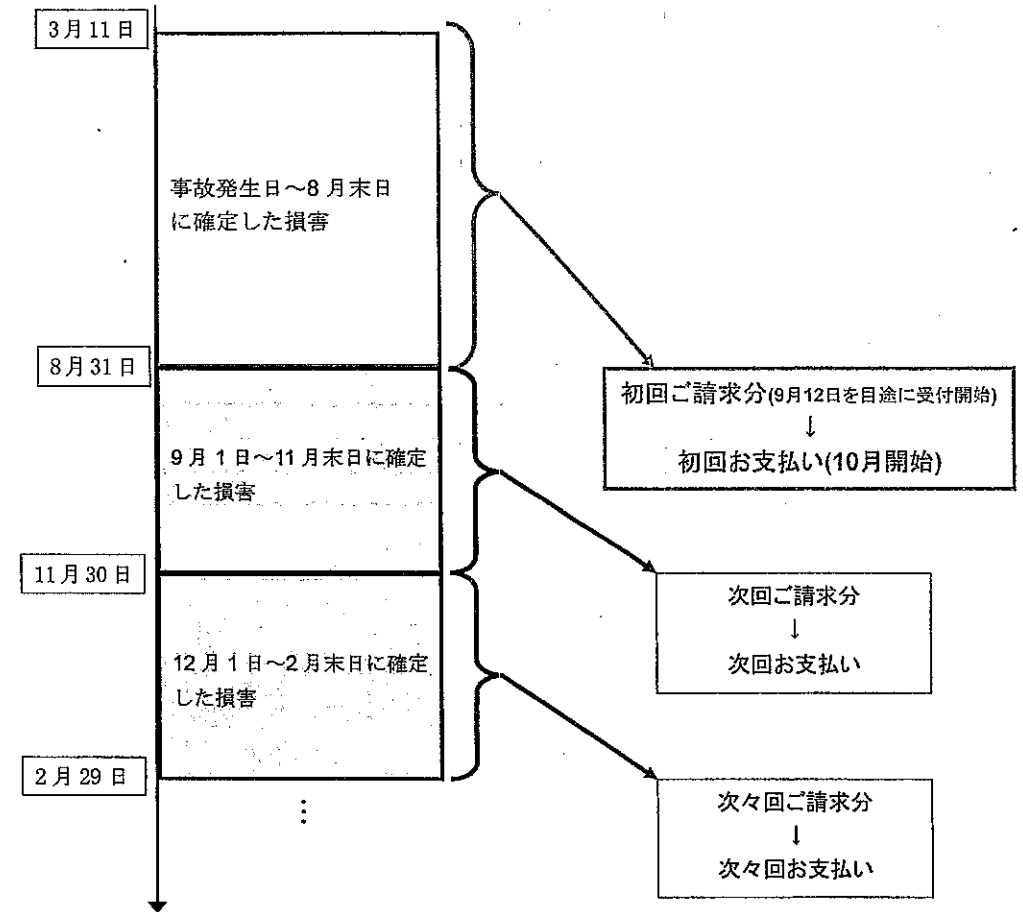 3月11日
事故発生日～8月末日
に確定した損害
8月31日
初回ご請求分(9月12日を目途に受付開始)
↓
初回お支払い(10月開始)
9月1日～11月末日に確定
した損害
11月30日
次回ご請求分
↓
次回お支払い
12月1日～2月末日に確定
した損害
2月29日
⋮
次々回ご請求分
↓
次々回お支払い